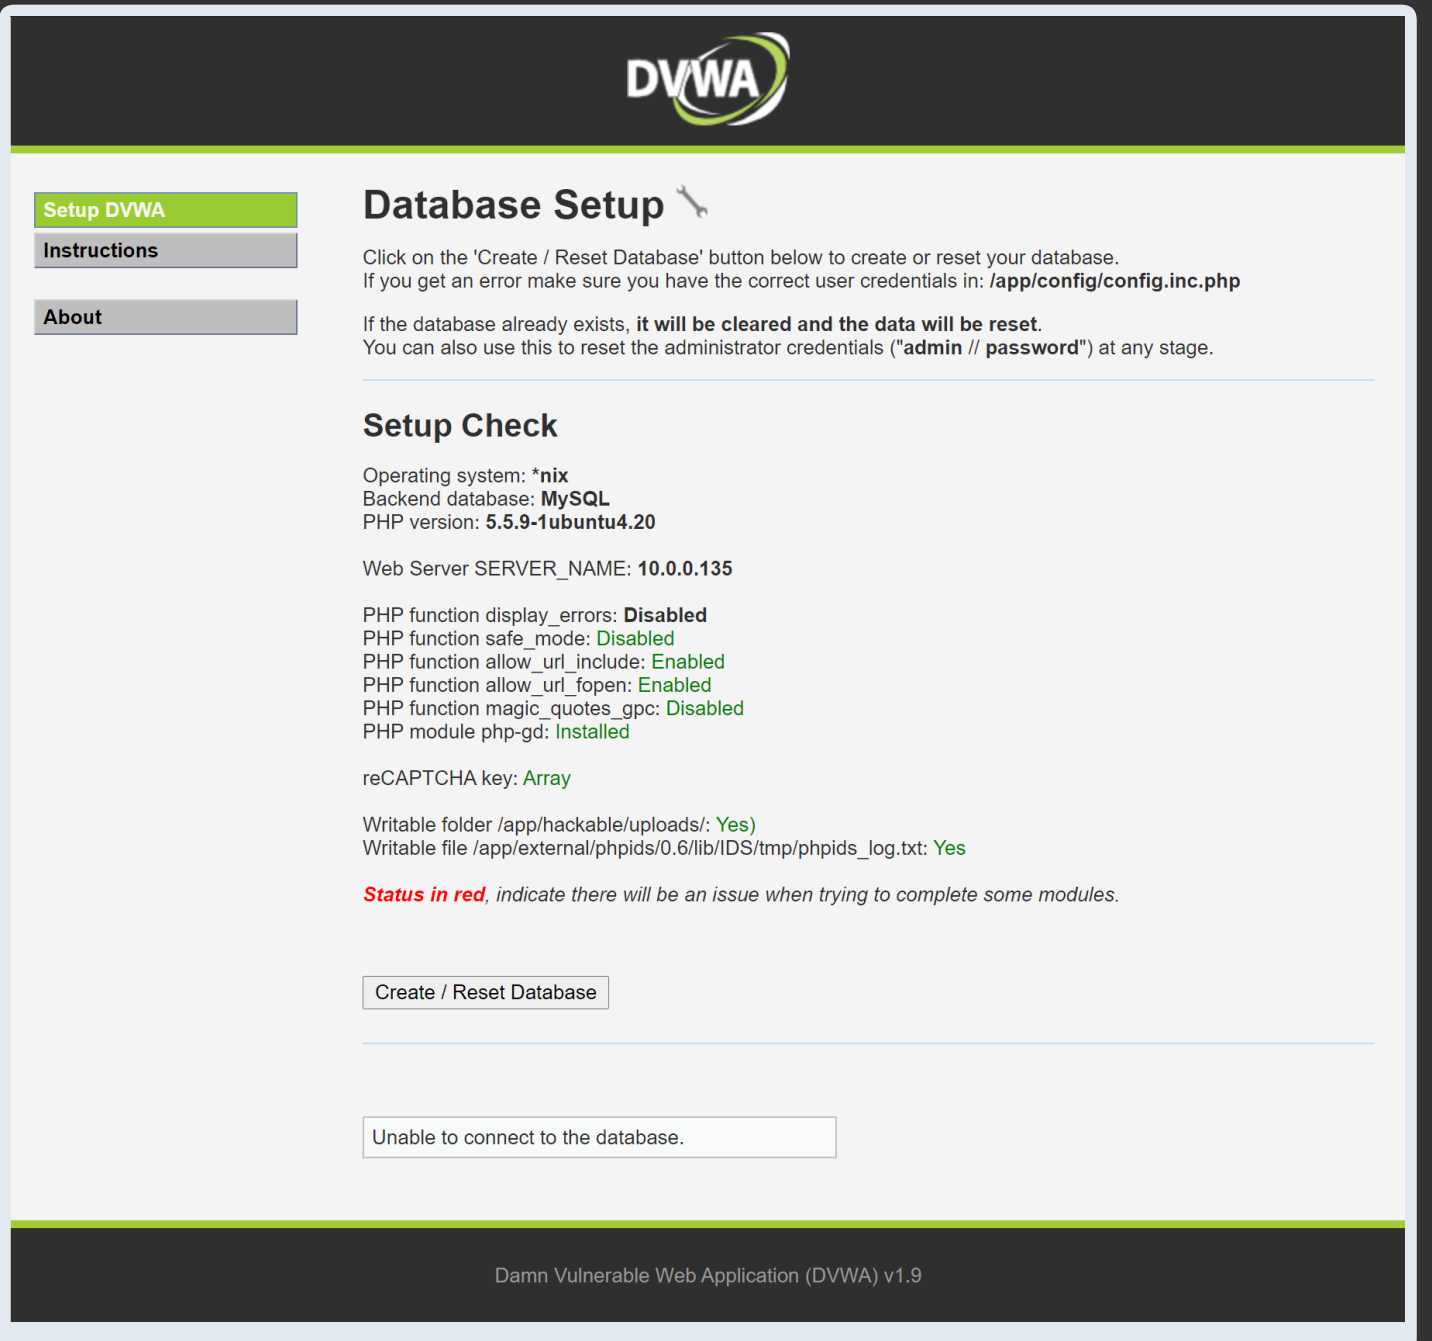 DVWA
Setup DVWA
Instructions
About
Database Setup
Click on the 'Create / Reset Database' button below to create or reset your database.
If you get an error make sure you have the correct user credentials in: /app/config/config.inc.php
If the database already exists, it will be cleared and the data will be reset.
You can also use this to reset the administrator credentials ("admin // password") at any stage.
Setup Check
Operating system: *nix
Backend database: MySQL
PHP version: 5.5.9-1ubuntu4.20
Web Server SERVER_NAME: 10.0.0.135
PHP function display_errors: Disabled
PHP function safe_mode: Disabled
PHP function allow_url_include: Enabled
PHP function allow_url_fopen: Enabled
PHP function magic_quotes_gpc: Disabled
PHP module php-gd: Installed
reCAPTCHA key: Array
Writable folder /app/hackable/uploads/: Yes)
Writable file /app/external/phpids/0.6/lib/IDS/tmp/phpids_log.txt: Yes
Status in red, indicate there will be an issue when trying to complete some modules.
Create / Reset Database
Unable to connect to the database.
Damn Vulnerable Web Application (DVWA) v1.9